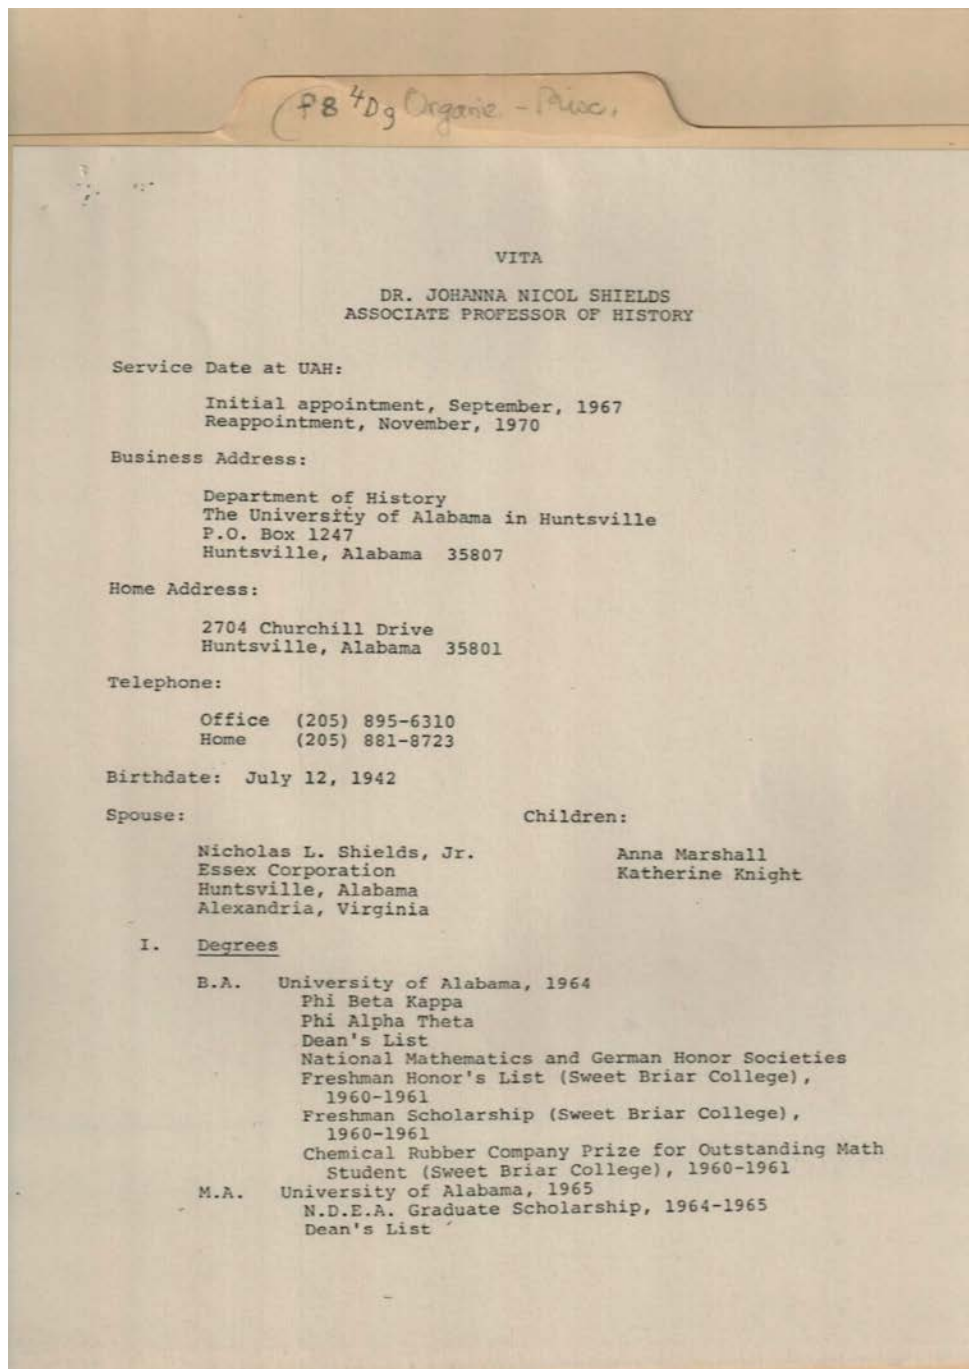 VITA
DR. JOHANNA NICOL SHIELDS
ASSOCIATE PROFESSOR OF HISTORY
Service Date at UAH:
Initial appointment, September, 1967
Reappointment, November, 1970
Business Address:
Department of History
The University of Alabama in Huntsville
P.O. Box 1247
Huntsville, Alabama 35807
Home Address:
2704 Churchill Drive
Huntsville, Alabama 35801
Telephone:
Office (205) 895-6310
Home (205) 881-8723
Birthdate: July 12, 1942
Spouse: Children:
Nicholas L. Shields, Jr. Anna Marshall
Essex Corporation Katherine Knight
Huntsville, Alabama
Alexandria, Virginia
I. Degrees
B.A. University of Alabama, 1964
Phi Beta Kappa
Phi Alpha Theta
Dean's List
National Mathematics and German Honor Societies
Freshman Honor's List (Sweet Briar College),
1960-1961
Freshman Scholarship (Sweet Briar College),
1960-1961
Chemical Rubber Company Prize for Outstanding Math
Student (Sweet Briar College), 1960-1961
M.A. University of Alabama, 1965
N.D.E.A. Graduate Scholarship, 1964-1965
Dean's List